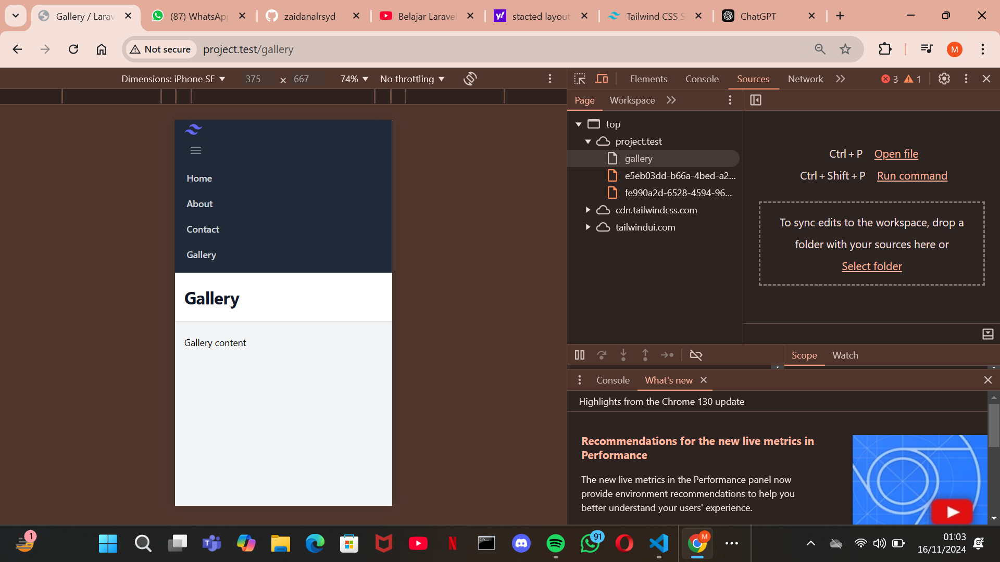 Gallery / Larav
(87) WhatsApp
zaidanalrsyd
Belajar Laravel
stacted layout
Tailwind CSS S
ChatGPT
Not secure
project.test/gallery
M
Dimensions: iPhone SE
375 × 667
74%
No throttling
Elements
Console
Sources
Network
3
1
Page
Workspace
top
project.test
gallery
e5eb03dd-b66a-4bed-a2...
fe990a2d-6528-4594-96...
cdn.tailwindcss.com
tailwindui.com
Ctrl + P Open file
Ctrl + Shift + P Run command
To sync edits to the workspace, drop a
folder with your sources here or
Select folder
Home
About
Contact
Gallery
Gallery
Gallery content
Scope
Watch
Console
What's new
Highlights from the Chrome 130 update
Recommendations for the new live metrics in
Performance
The new live metrics in the Performance panel now
provide environment recommendations to help you
better understand your users' experience.
1
91
M
01:03
16/11/2024